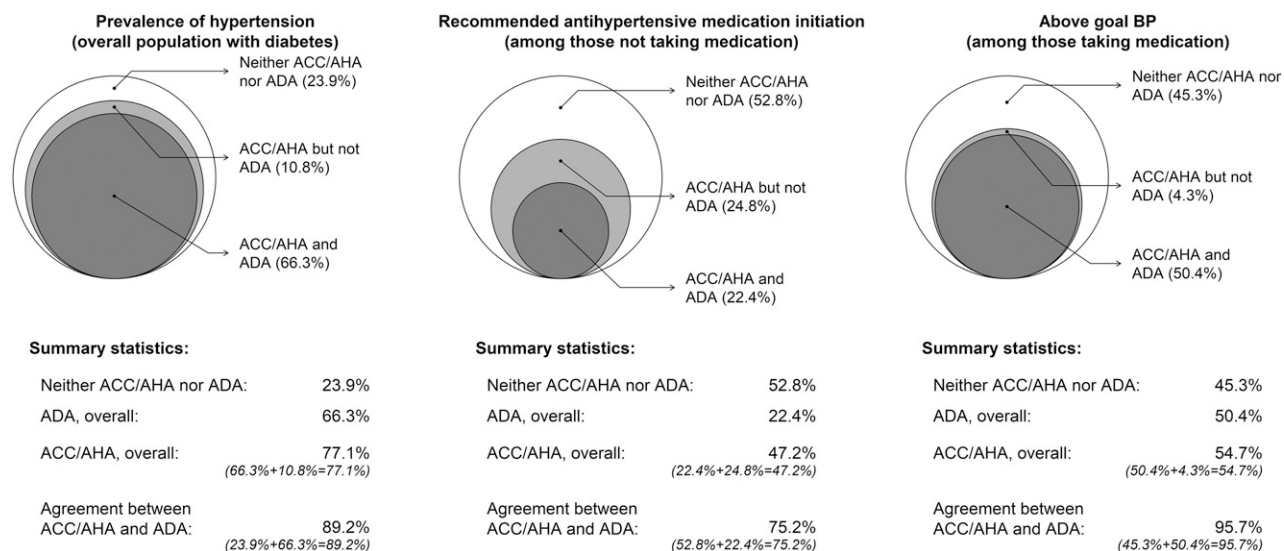 Prevalence of hypertension
(overall population with diabetes)
Neither ACC/AHA
nor ADA (23.9%)
ACC/AHA but not
ADA (10.8%)
ACC/AHA and
ADA (66.3%)
Summary statistics:
Neither ACC/AHA nor ADA: 23.9%
ADA, overall: 66.3%
ACC/AHA, overall: 77.1%
(66.3%+10.8%=77.1%)
Agreement between
ACC/AHA and ADA: 89.2%
(23.9%+66.3%=89.2%)
Recommended antihypertensive medication initiation
(among those not taking medication)
Neither ACC/AHA
nor ADA (52.8%)
ACC/AHA but not
ADA (24.8%)
ACC/AHA and
ADA (22.4%)
Summary statistics:
Neither ACC/AHA nor ADA: 52.8%
ADA, overall: 22.4%
ACC/AHA, overall: 47.2%
(22.4%+24.8%=47.2%)
Agreement between
ACC/AHA and ADA: 75.2%
(52.8%+22.4%=75.2%)
Above goal BP
(among those taking medication)
Neither ACC/AHA nor
ADA (45.3%)
ACC/AHA but not
ADA (4.3%)
ACC/AHA and
ADA (50.4%)
Summary statistics:
Neither ACC/AHA nor ADA: 45.3%
ADA, overall: 50.4%
ACC/AHA, overall: 54.7%
(50.4%+4.3%=54.7%)
Agreement between
ACC/AHA and ADA: 95.7%
(45.3%+50.4%=95.7%)